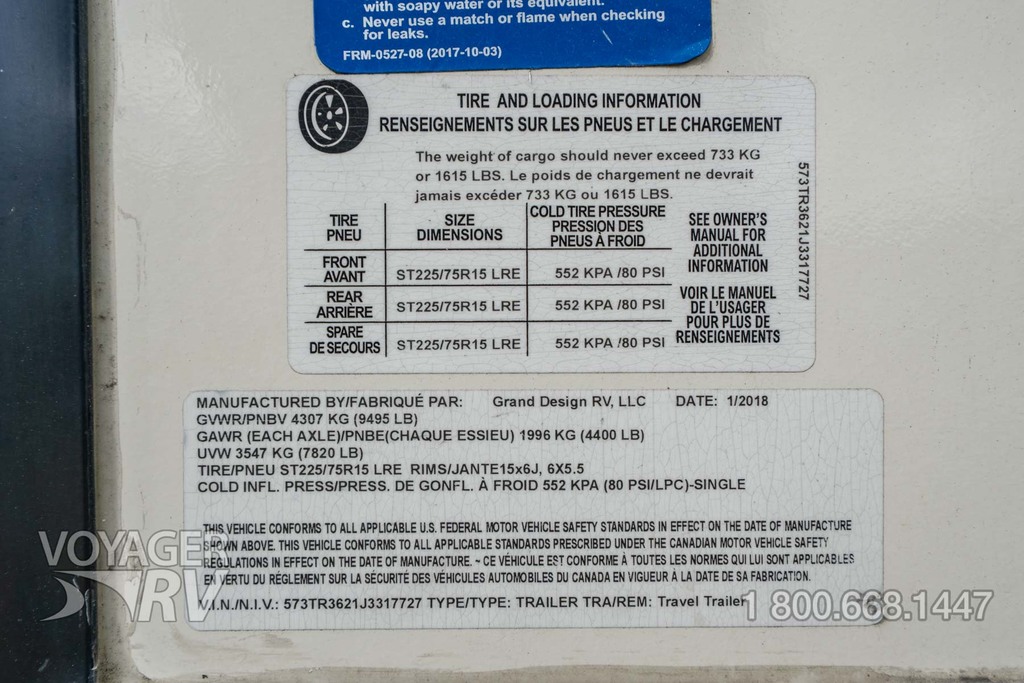 with soapy water or its equivalent.
c. Never use a match or flame when checking
for leaks.
FRM-0527-08 (2017-10-03)
TIRE AND LOADING INFORMATION
RENSEIGNEMENTS SUR LES PNEUS ET LE CHARGEMENT
The weight of cargo should never exceed 733 KG
or 1615 LBS. Le poids de chargement ne devrait
jamais excéder 733 KG ou 1615 LBS.
TIRE PNEU SIZE DIMENSIONS COLD TIRE PRESSURE PRESSION DES PNEUS À FROID
FRONT AVANT ST225/75R15 LRE 552 KPA /80 PSI
REAR ARRIÈRE ST225/75R15 LRE 552 KPA /80 PSI
SPARE DE SECOURS ST225/75R15 LRE 552 KPA /80 PSI
SEE OWNER'S
MANUAL FOR
ADDITIONAL
INFORMATION
VOIR LE MANUEL
DE L'USAGER
POUR PLUS DE
RENSEIGNEMENTS
573TR3621J3317727
MANUFACTURED BY/FABRIQUÉ PAR: Grand Design RV, LLC DATE: 1/2018
GVWR/PNBV 4307 KG (9495 LB)
GAWR (EACH AXLE)/PNBE(CHAQUE ESSIEU) 1996 KG (4400 LB)
UVW 3547 KG (7820 LB)
TIRE/PNEU ST225/75R15 LRE RIMS/JANTE15x6J, 6X5.5
COLD INFL. PRESS/PRESS. DE GONFL. À FROID 552 KPA (80 PSI/LPC)-SINGLE
THIS VEHICLE CONFORMS TO ALL APPLICABLE U.S. FEDERAL MOTOR VEHICLE SAFETY STANDARDS IN EFFECT ON THE DATE OF MANUFACTURE
SHOWN ABOVE. THIS VEHICLE CONFORMS TO ALL APPLICABLE STANDARDS PRESCRIBED UNDER THE CANADIAN MOTOR VEHICLE SAFETY
REGULATIONS IN EFFECT ON THE DATE OF MANUFACTURE. ~ CE VÉHICULE EST CONFORME À TOUTES LES NORMES QUI LUI SONT APPLICABLES
EN VERTU DU RÉGLEMENT SUR LA SÉCURITÉ DES VÉHICULES AUTOMOBILES DU CANADA EN VIGUEUR À LA DATE DE SA FABRICATION.
V.I.N./N.I.V.: 573TR3621J3317727 TYPE/TYPE: TRAILER TRA/REM: Travel Trailer
VOYAGER
RV
1 800.668.1447